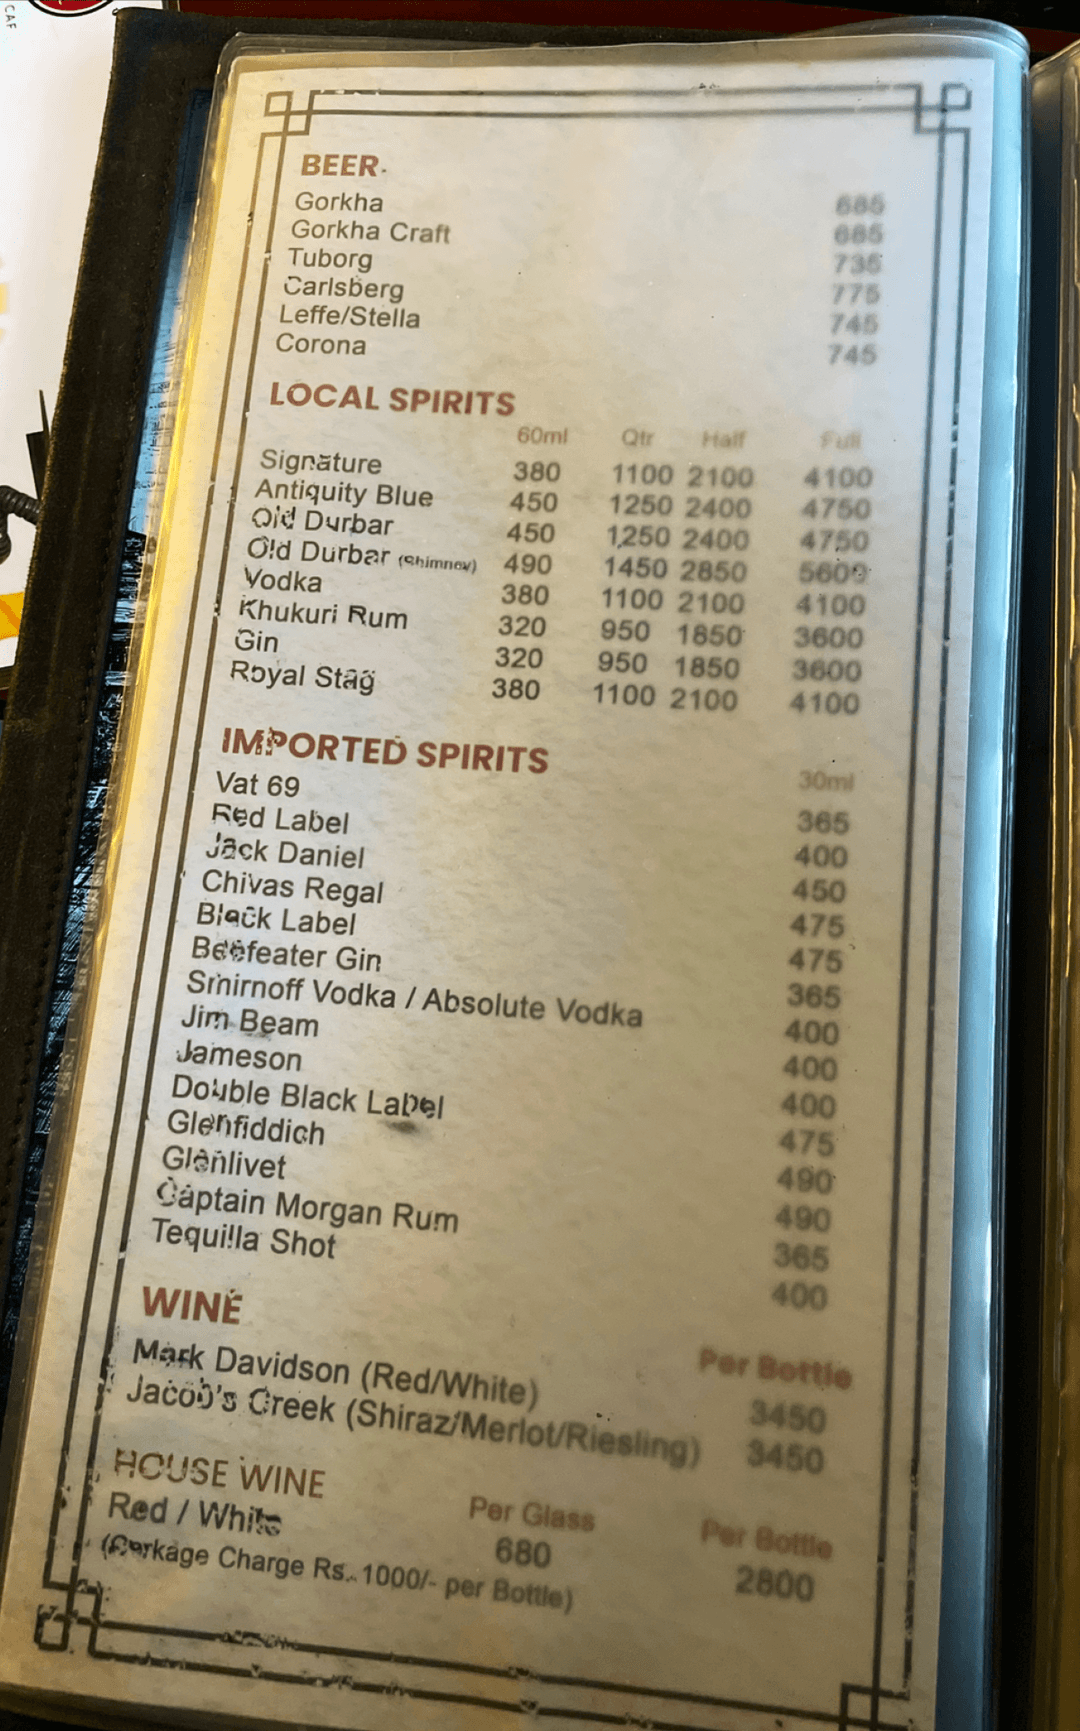 CAF
BEER
Gorkha 685
Gorkha Craft 685
Tuborg 735
Carlsberg 775
Leffe/Stella 745
Corona 745
LOCAL SPIRITS
60ml Qtr Half Full
Signature 380 1100 2100 4100
Antiquity Blue 450 1250 2400 4750
Old Durbar 450 1250 2400 4750
Old Durbar (Chimney) 490 1450 2850 5600
Vodka 380 1100 2100 4100
Khukuri Rum 320 950 1850 3600
Gin 320 950 1850 3600
Royal Stag 380 1100 2100 4100
IMPORTED SPIRITS
30ml
Vat 69 365
Red Label 400
Jack Daniel 450
Chivas Regal 475
Black Label 475
Beefeater Gin 365
Smirnoff Vodka / Absolute Vodka 400
Jim Beam 400
Jameson 400
Double Black Label 475
Glenfiddich 490
Glenlivet 490
Captain Morgan Rum 365
Tequilla Shot 400
WINE
Per Bottle
Mark Davidson (Red/White) 3450
Jacob's Creek (Shiraz/Merlot/Riesling) 3450
HOUSE WINE Per Glass Per Bottle
Red / White 680 2800
(Corkage Charge Rs. 1000/- per Bottle)